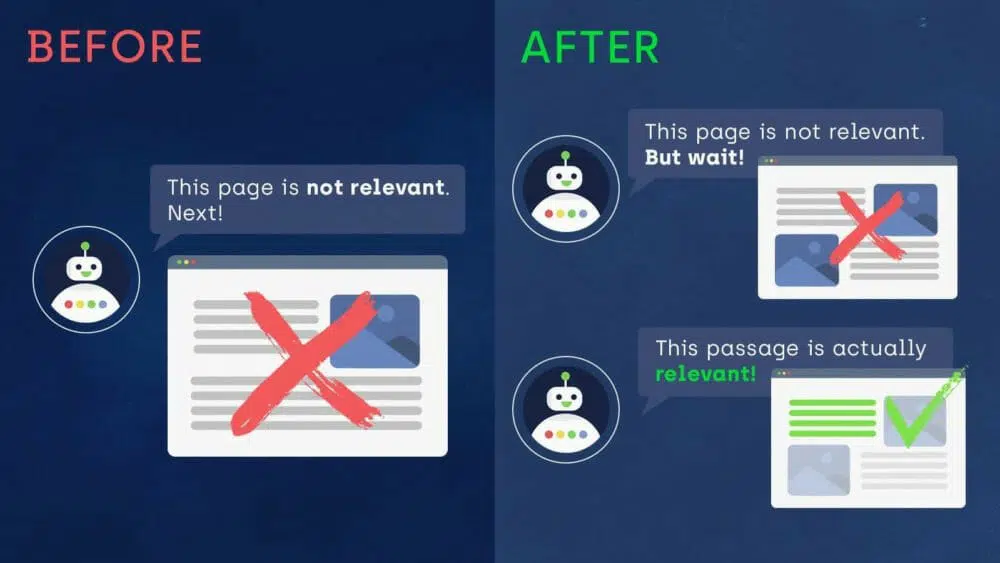 BEFORE
This page is not relevant.
Next!
AFTER
This page is not relevant.
But wait!
This passage is actually
relevant!